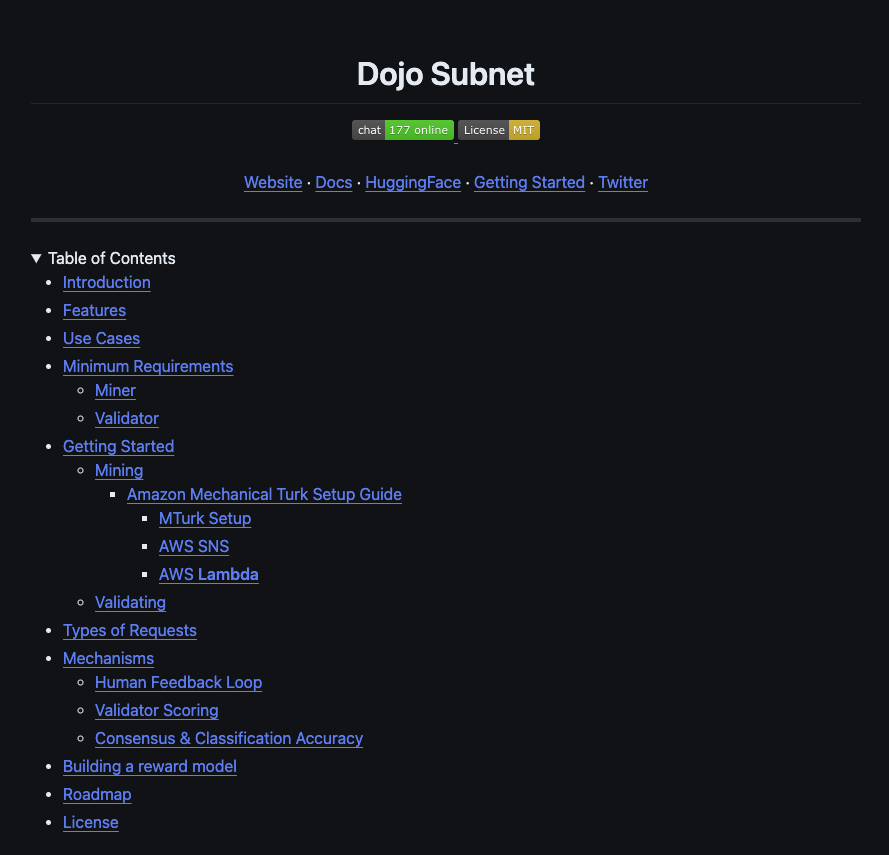 Dojo Subnet
chat 177 online License MIT
Website · Docs · HuggingFace · Getting Started · Twitter
Table of Contents
Introduction
Features
Use Cases
Minimum Requirements
Miner
Validator
Getting Started
Mining
Amazon Mechanical Turk Setup Guide
MTurk Setup
AWS SNS
AWS Lambda
Validating
Types of Requests
Mechanisms
Human Feedback Loop
Validator Scoring
Consensus & Classification Accuracy
Building a reward model
Roadmap
License